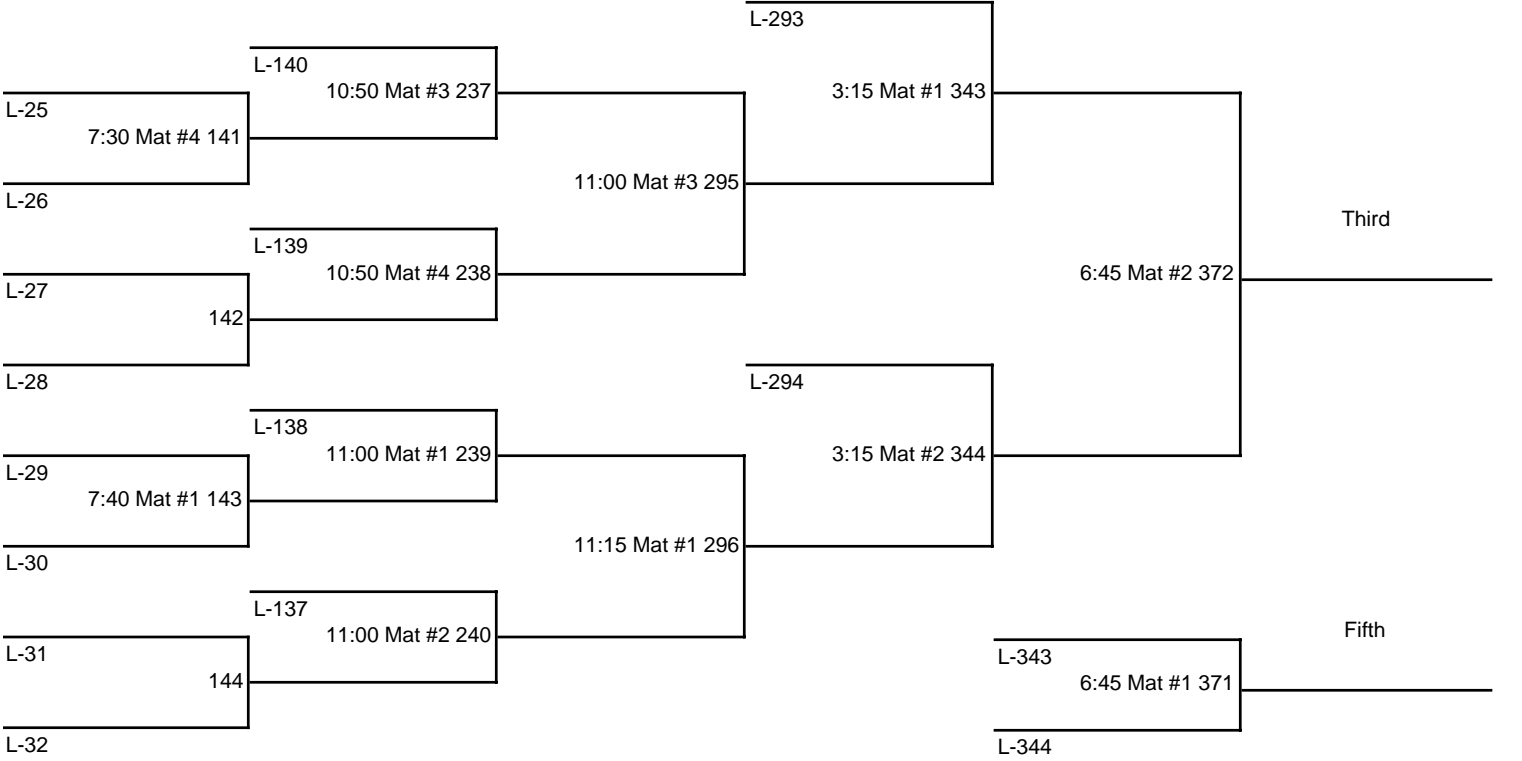 L-293
L-140
10:50 Mat #3 237
3:15 Mat #1 343
L-25
7:30 Mat #4 141
11:00 Mat #3 295
L-26
Third
L-139
10:50 Mat #4 238
6:45 Mat #2 372
L-27
142
L-28
L-294
L-138
11:00 Mat #1 239
3:15 Mat #2 344
L-29
7:40 Mat #1 143
11:15 Mat #1 296
L-30
L-137
Fifth
11:00 Mat #2 240
L-31
L-343
144
6:45 Mat #1 371
L-32
L-344